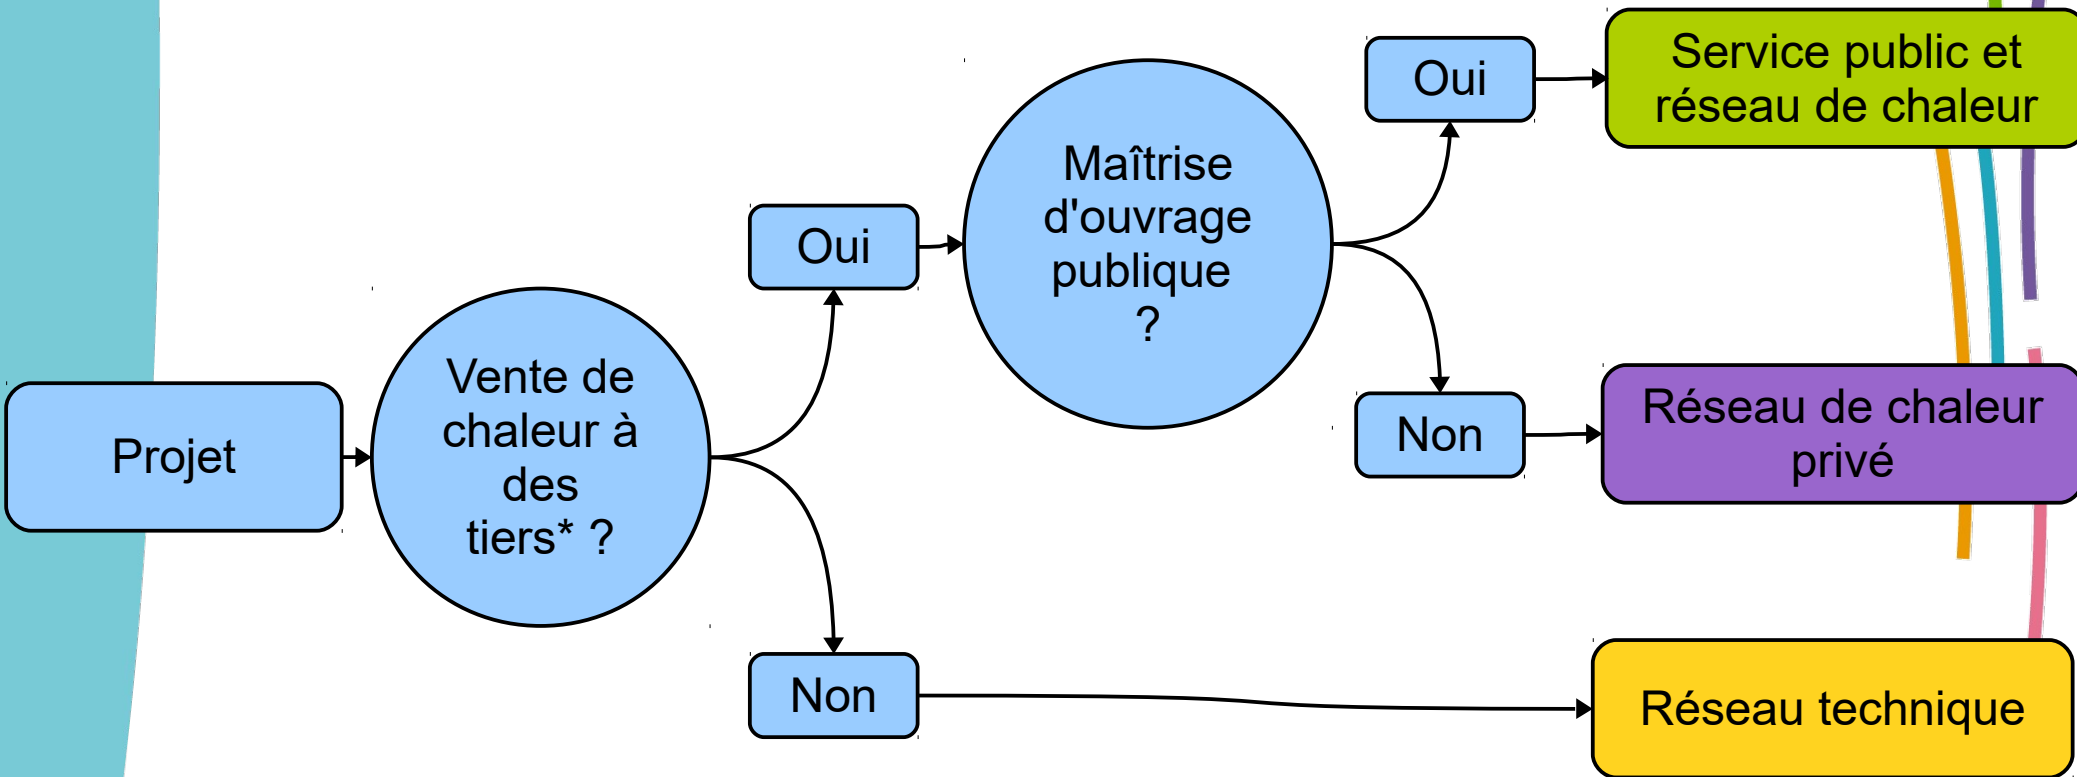 Projet
Vente de
chaleur à
des
tiers* ?
Oui
Non
Maîtrise
d'ouvrage
publique
?
Oui
Non
Service public et
réseau de chaleur
Réseau de chaleur
privé
Réseau technique